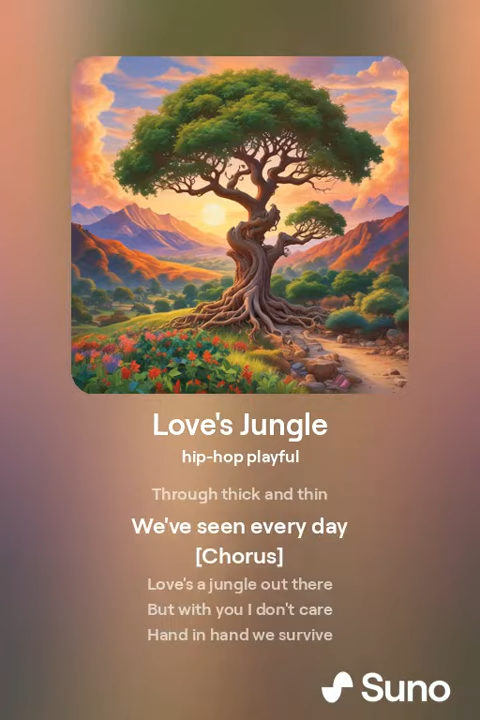 Love's Jungle
hip-hop playful
Through thick and thin
We've seen every day
[Chorus]
Love's a jungle out there
But with you I don't care
Hand in hand we survive
Suno